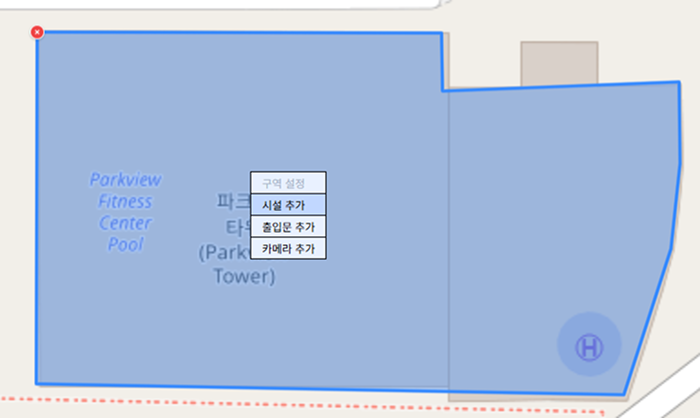 Parkview
Fitness
Center
Pool
파크
타
(Park
Tower)
구역 설정
시설 추가
출입문 추가
카메라 추가
H